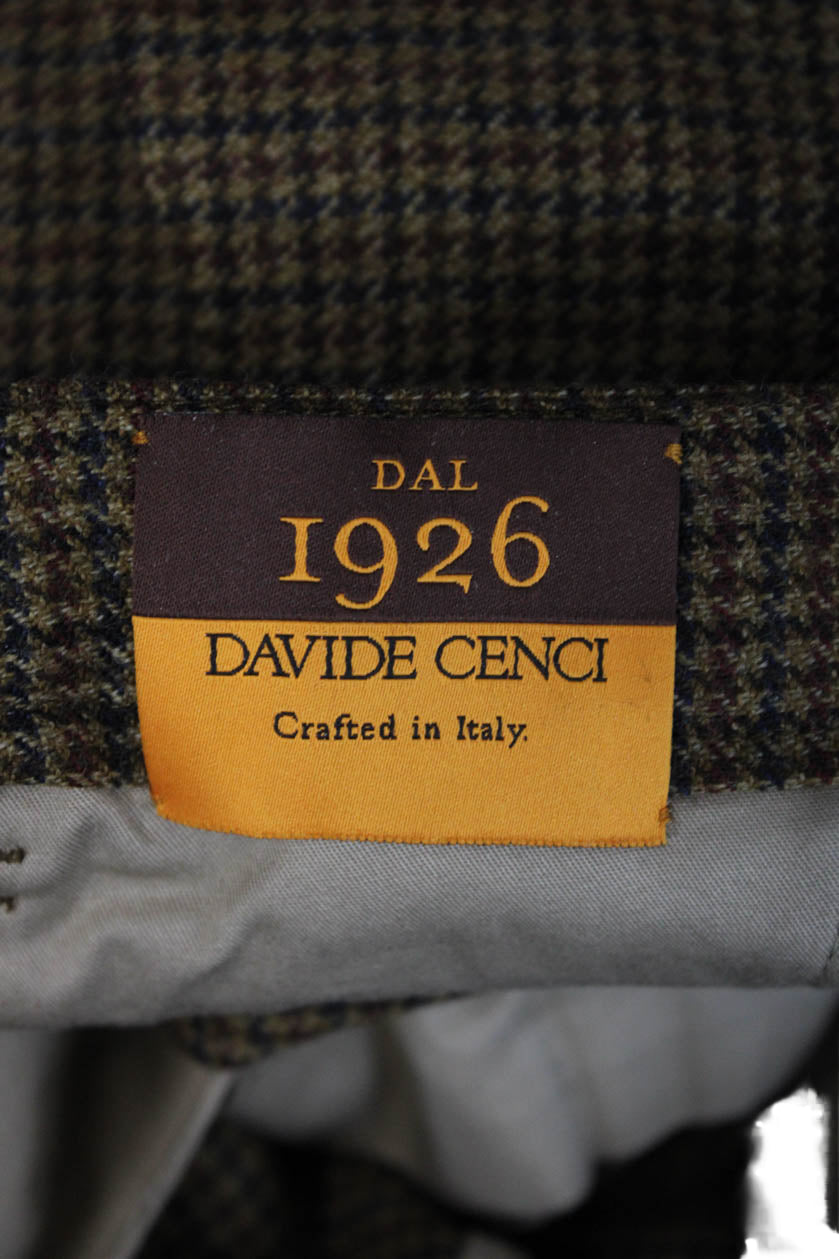 DAL
1926
DAVIDE CENCI
Crafted in Italy.